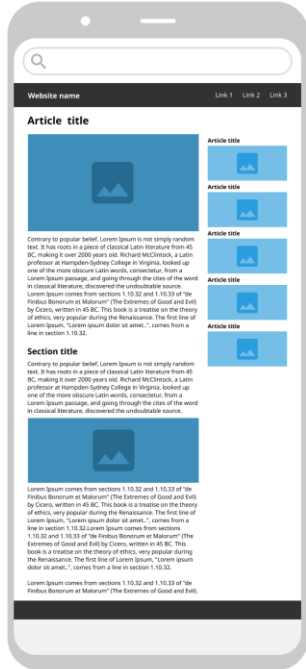 Website name
Link 1 Link 2 Link 3
Article title
Contrary to popular belief, Lorem Ipsum is not simply random
text. It has roots in a piece of classical Latin literature from 45
BC, making it over 2000 years old. Richard McClintock, a Latin
professor at Hampden-Sydney College in Virginia, looked up
one of the more obscure Latin words, consectetur, from a
Lorem Ipsum passage, and going through the cites of the word
in classical literature, discovered the undoubtable source.
Lorem Ipsum comes from sections 1.10.32 and 1.10.33 of "de
Finibus Bonorum et Malorum" (The Extremes of Good and Evil)
by Cicero, written in 45 BC. This book is a treatise on the theory
of ethics, very popular during the Renaissance. The first line of
Lorem Ipsum, "Lorem ipsum dolor sit amet..", comes from a
line in section 1.10.32.
Section title
Contrary to popular belief, Lorem Ipsum is not simply random
text. It has roots in a piece of classical Latin literature from 45
BC, making it over 2000 years old. Richard McClintock, a Latin
professor at Hampden-Sydney College in Virginia, looked up
one of the more obscure Latin words, consectetur, from a
Lorem Ipsum passage, and going through the cites of the word
in classical literature, discovered the undoubtable source.
Lorem Ipsum comes from sections 1.10.32 and 1.10.33 of "de
Finibus Bonorum et Malorum" (The Extremes of Good and Evil)
by Cicero, written in 45 BC. This book is a treatise on the theory
of ethics, very popular during the Renaissance. The first line of
Lorem Ipsum, "Lorem ipsum dolor sit amet..", comes from a
line in section 1.10.32.Lorem Ipsum comes from sections
1.10.32 and 1.10.33 of "de Finibus Bonorum et Malorum" (The
Extremes of Good and Evil) by Cicero, written in 45 BC. This
book is a treatise on the theory of ethics, very popular during
the Renaissance. The first line of Lorem Ipsum, "Lorem ipsum
dolor sit amet..", comes from a line in section 1.10.32.
Lorem Ipsum comes from sections 1.10.32 and 1.10.33 of "de
Finibus Bonorum et Malorum" (The Extremes of Good and Evil)
Article title
Article title
Article title
Article title
Article title